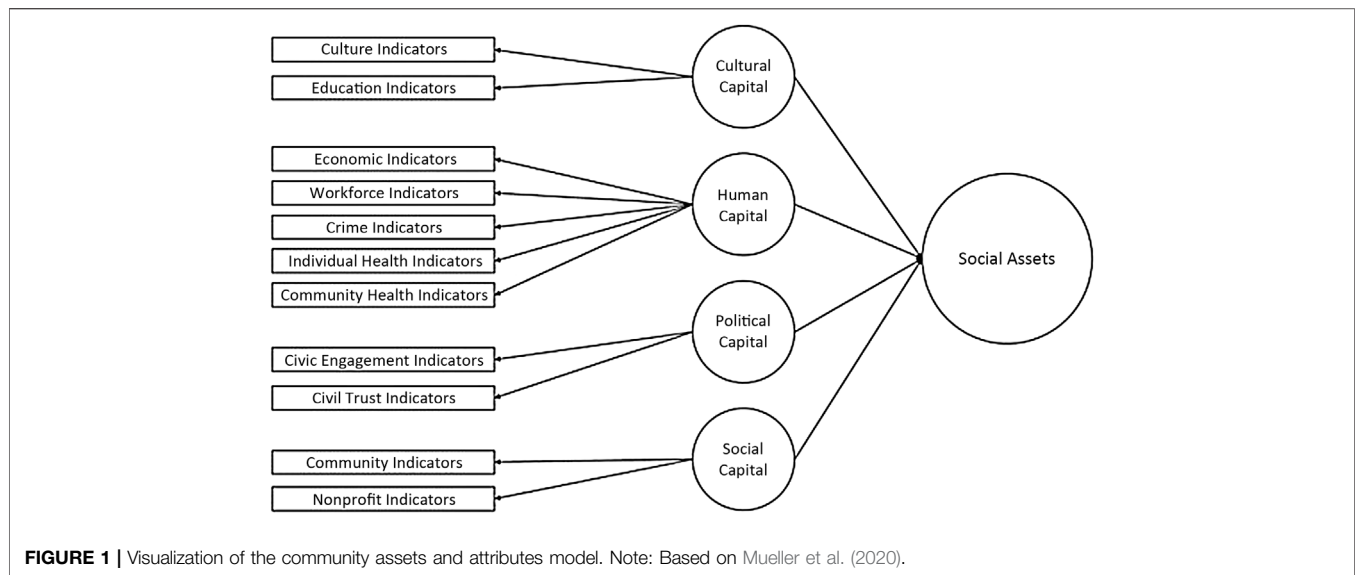 Culture Indicators
Education Indicators
Economic Indicators
Workforce Indicators
Crime Indicators
Individual Health Indicators
Community Health Indicators
Civic Engagement Indicators
Civil Trust Indicators
Community Indicators
Nonprofit Indicators
Cultural
Capital
Human
Capital
Political
Capital
Social
Capital
Social Assets
FIGURE 1 | Visualization of the community assets and attributes model. Note: Based on Mueller et al. (2020).